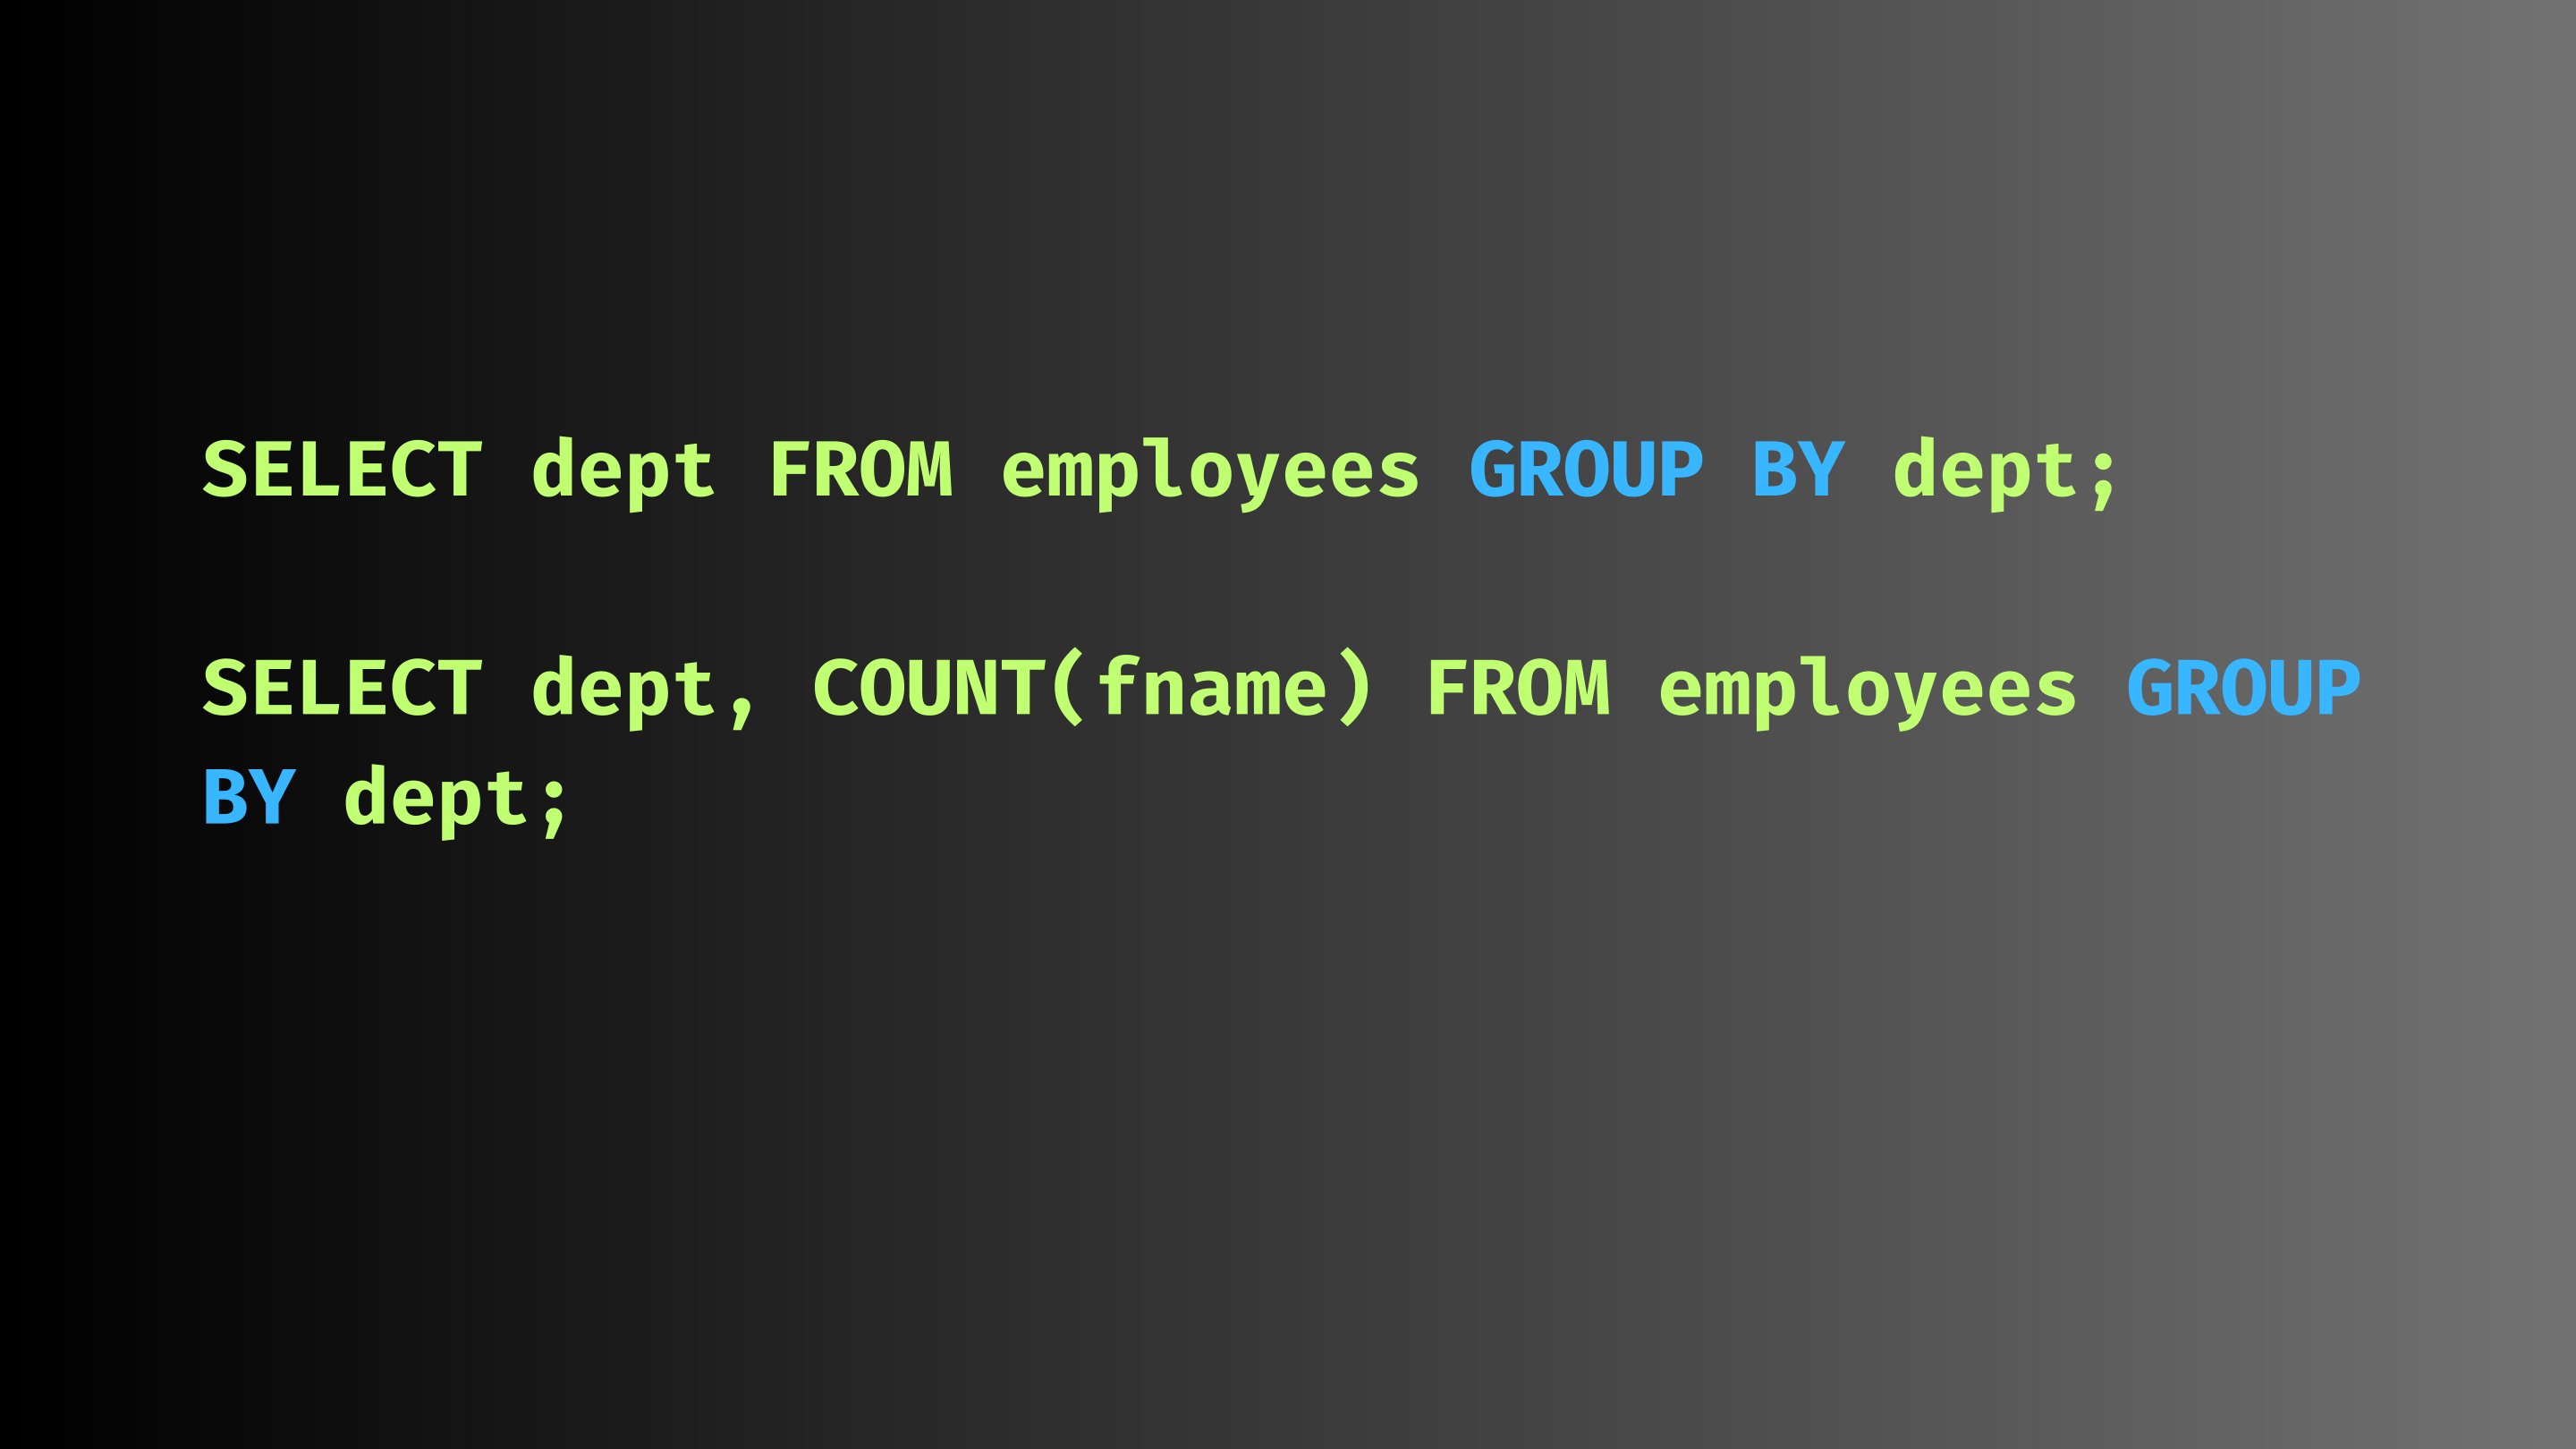 SELECT dept FROM employees GROUP BY dept;
SELECT dept, COUNT(fname) FROM employees GROUP
BY dept;